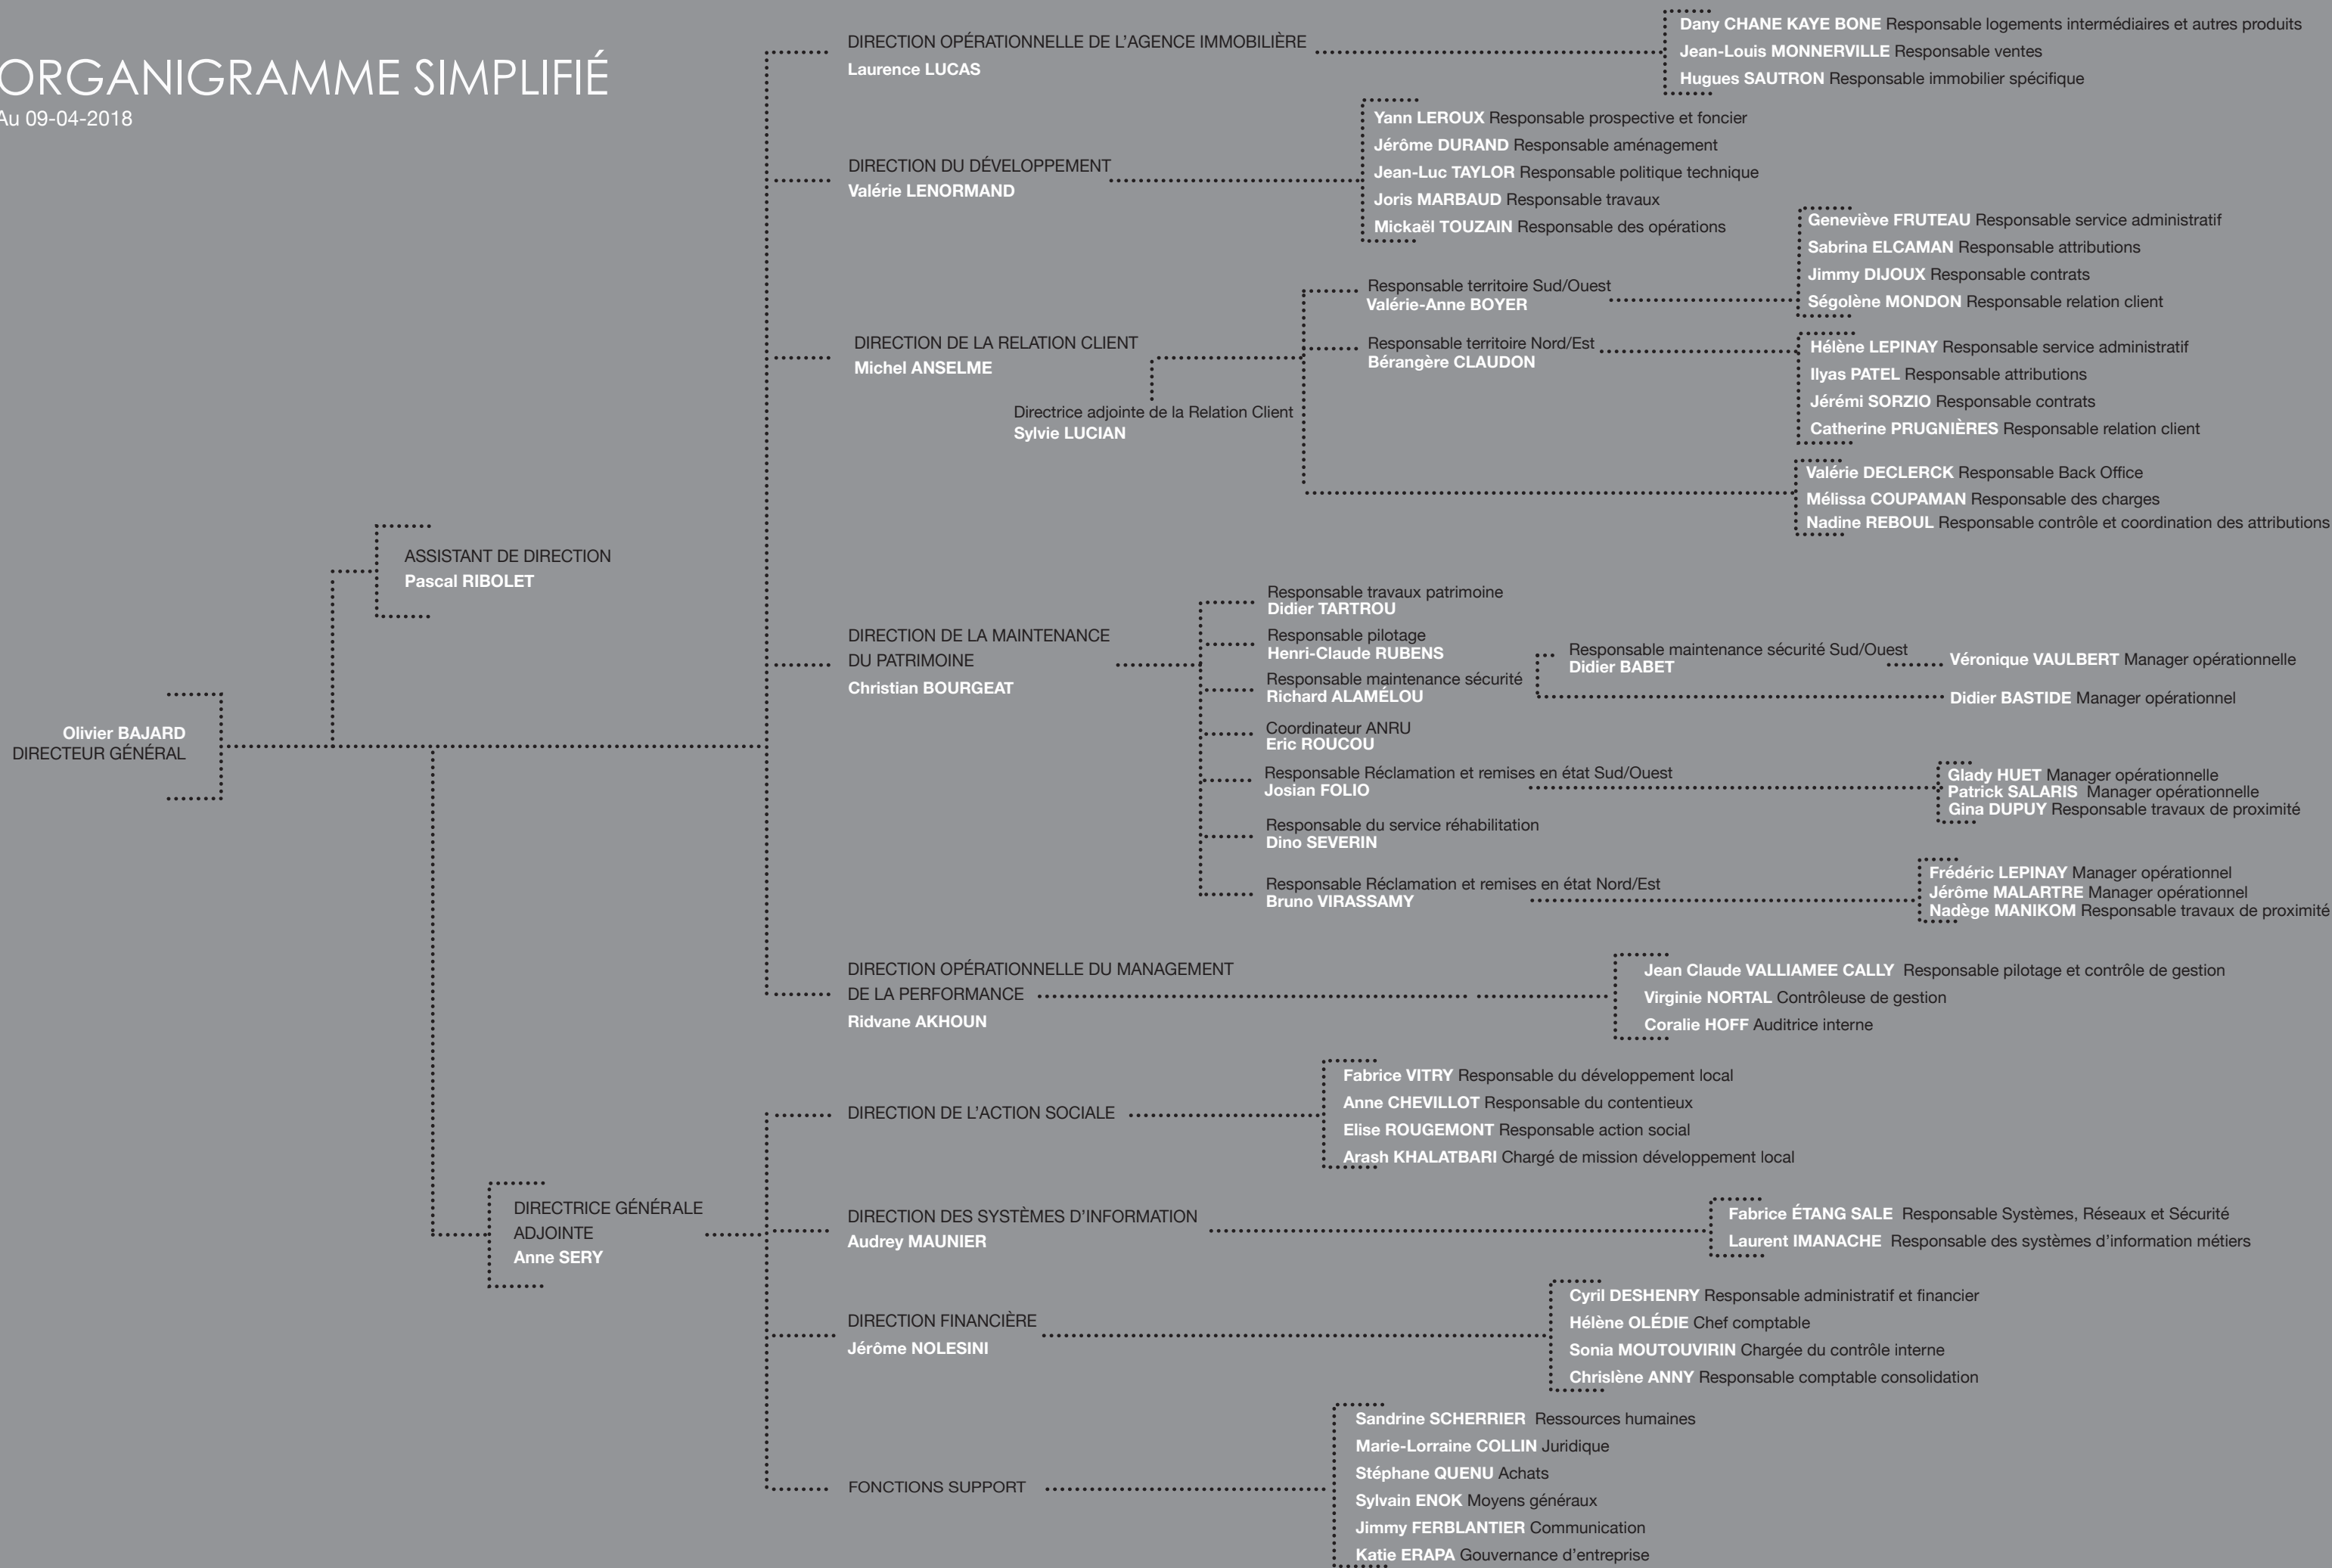 ORGANIGRAMME SIMPLIFIÉ
Au 09-04-2018
Olivier BAJARD
DIRECTEUR GÉNÉRAL
ASSISTANT DE DIRECTION
Pascal RIBOLET
DIRECTION OPÉRATIONNELLE DE L’AGENCE IMMOBILIÈRE
Laurence LUCAS
Dany CHANE KAYE BONE Responsable logements intermédiaires et autres produits
Jean-Louis MONNERVILLE Responsable ventes
Hugues SAUTRON Responsable immobilier spécifique
DIRECTION DU DÉVELOPPEMENT
Valérie LENORMAND
Yann LEROUX Responsable prospective et foncier
Jérôme DURAND Responsable aménagement
Jean-Luc TAYLOR Responsable politique technique
Joris MARBAUD Responsable travaux
Mickaël TOUZAIN Responsable des opérations
DIRECTION DE LA RELATION CLIENT
Michel ANSELME
Directrice adjointe de la Relation Client
Sylvie LUCIAN
Responsable territoire Sud/Ouest
Valérie-Anne BOYER
Geneviève FRUTEAU Responsable service administratif
Sabrina ELCAMAN Responsable attributions
Jimmy DIJOUX Responsable contrats
Ségolène MONDON Responsable relation client
Responsable territoire Nord/Est
Bérangère CLAUDON
Hélène LEPINAY Responsable service administratif
Ilyas PATEL Responsable attributions
Jérémi SORZIO Responsable contrats
Catherine PRUGNIÈRES Responsable relation client
Valérie DECLERCK Responsable Back Office
Mélissa COUPAMAN Responsable des charges
Nadine REBOUL Responsable contrôle et coordination des attributions
DIRECTION DE LA MAINTENANCE
DU PATRIMOINE
Christian BOURGEAT
Responsable travaux patrimoine
Didier TARTROU
Responsable pilotage
Henri-Claude RUBENS
Responsable maintenance sécurité
Richard ALAMÉLOU
Responsable maintenance sécurité Sud/Ouest
Didier BABET
Véronique VAULBERT Manager opérationnelle
Didier BASTIDE Manager opérationnel
Coordinateur ANRU
Eric ROUCOU
Responsable Réclamation et remises en état Sud/Ouest
Josian FOLIO
Glady HUET Manager opérationnelle
Patrick SALARIS Manager opérationnelle
Gina DUPUY Responsable travaux de proximité
Responsable du service réhabilitation
Dino SEVERIN
Responsable Réclamation et remises en état Nord/Est
Bruno VIRASSAMY
Frédéric LEPINAY Manager opérationnel
Jérôme MALARTRE Manager opérationnel
Nadège MANIKOM Responsable travaux de proximité
DIRECTION OPÉRATIONNELLE DU MANAGEMENT
DE LA PERFORMANCE
Ridvane AKHOUN
Jean Claude VALLIAMEE CALLY Responsable pilotage et contrôle de gestion
Virginie NORTAL Contrôleuse de gestion
Coralie HOFF Auditrice interne
DIRECTRICE GÉNÉRALE
ADJOINTE
Anne SERY
DIRECTION DE L’ACTION SOCIALE
Fabrice VITRY Responsable du développement local
Anne CHEVILLOT Responsable du contentieux
Elise ROUGEMONT Responsable action social
Arash KHALATBARI Chargé de mission développement local
DIRECTION DES SYSTÈMES D’INFORMATION
Audrey MAUNIER
Fabrice ÉTANG SALE Responsable Systèmes, Réseaux et Sécurité
Laurent IMANACHE Responsable des systèmes d’information métiers
DIRECTION FINANCIÈRE
Jérôme NOLESINI
Cyril DESHENRY Responsable administratif et financier
Hélène OLÉDIE Chef comptable
Sonia MOUTOUVIRIN Chargée du contrôle interne
Chrislène ANNY Responsable comptable consolidation
FONCTIONS SUPPORT
Sandrine SCHERRIER Ressources humaines
Marie-Lorraine COLLIN Juridique
Stéphane QUENU Achats
Sylvain ENOK Moyens généraux
Jimmy FERBLANTIER Communication
Katie ERAPA Gouvernance d’entreprise